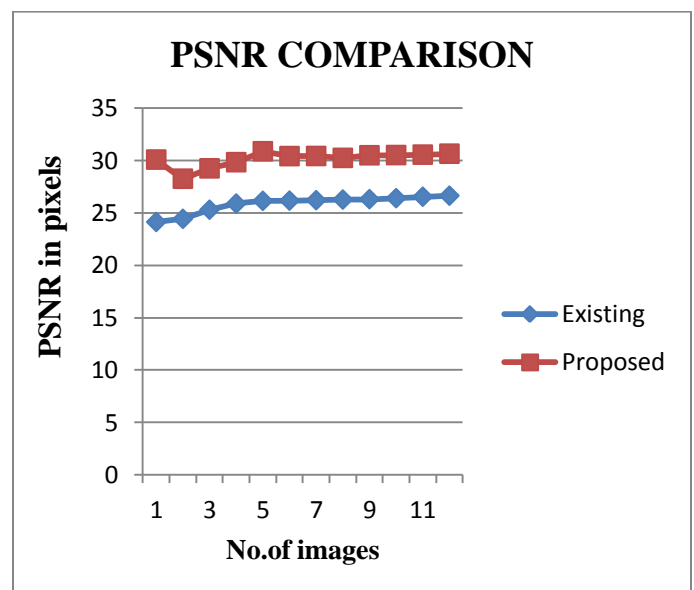 PSNR COMPARISON
PSNR in pixels
35
30
25
20
15
10
5
0
1 3 5 7 9 11
No.of images
Existing
Proposed